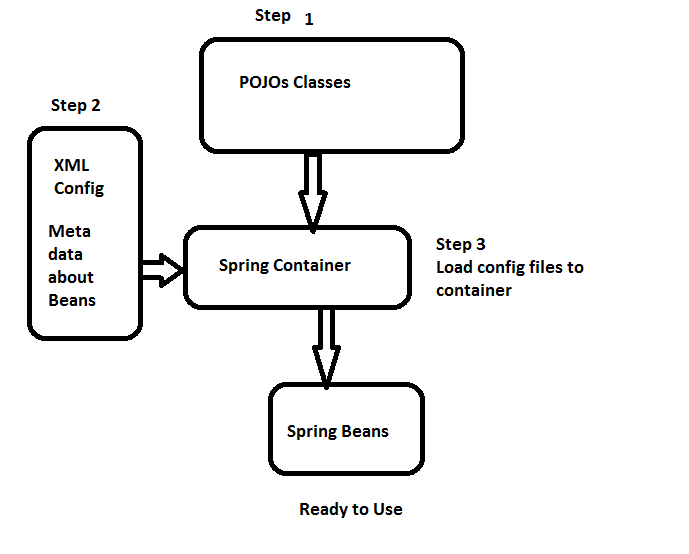 Step 1
POJOs Classes
Step 2
XML
Config
Meta
data
about
Beans
Spring Container
Step 3
Load config files to
container
Spring Beans
Ready to Use